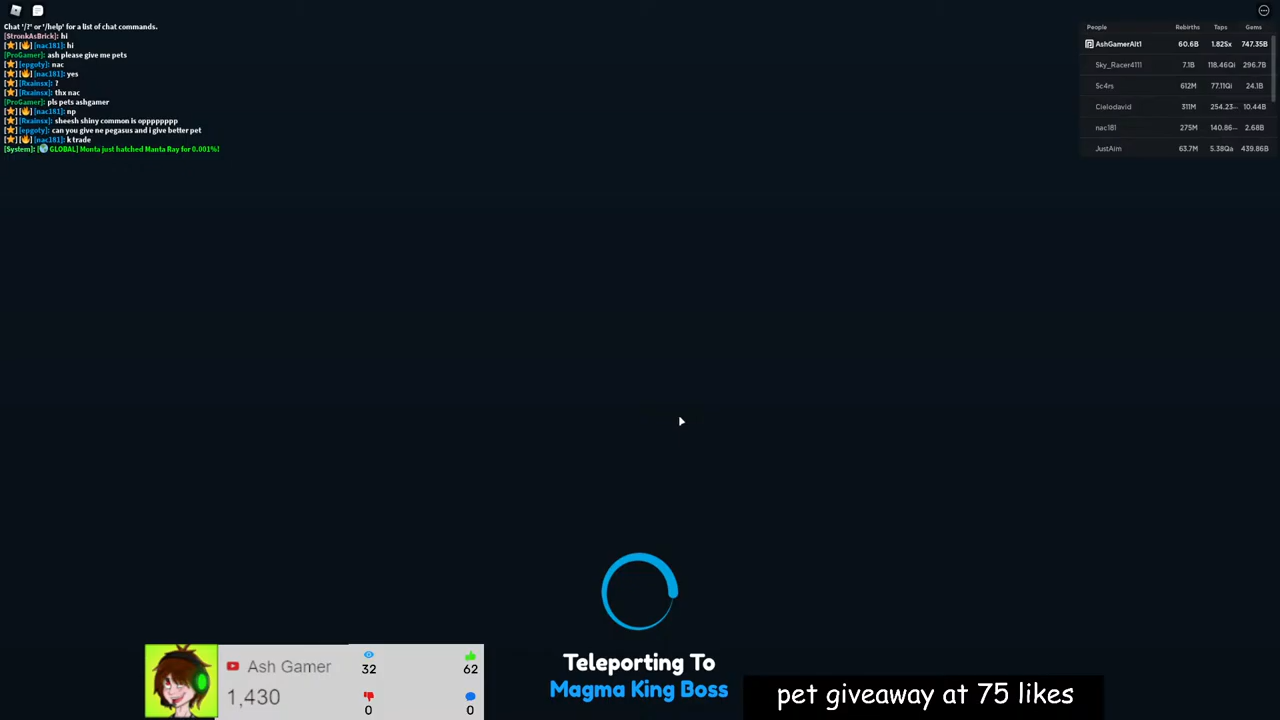 Chat '/?' or '/help' for a list of chat commands.
[StronkAsBrick]: hi
[⭐] [🔥] [nac181]: hi
[ProGamer]: ash please give me pets
[⭐] [epgoty]: nac
[⭐] [🔥] [nac181]: yes
[⭐] [Rxainsx]: ?
[⭐] [Rxainsx]: thx nac
[ProGamer]: pls pets ashgamer
[⭐] [🔥] [nac181]: np
[⭐] [Rxainsx]: sheesh shiny common is opppppppp
[⭐] [epgoty]: can you give ne pegasus and i give better pet
[⭐] [🔥] [nac181]: k trade
[System]: [🌎 GLOBAL] Monta just hatched Manta Ray for 0.001%!
People Rebirths Taps Gems
AshGamerAlt1 60.6B 1.82Sx 747.35B
Sky_Racer4111 7.1B 118.46Qi 296.7B
Sc4rs 612M 77.11Qi 24.1B
Cielodavid 311M 254.23... 10.44B
nac181 275M 140.86... 2.68B
JustAim 63.7M 5.38Qa 439.86B
Teleporting To
Magma King Boss
Ash Gamer
1,430
32 62
0 0
pet giveaway at 75 likes